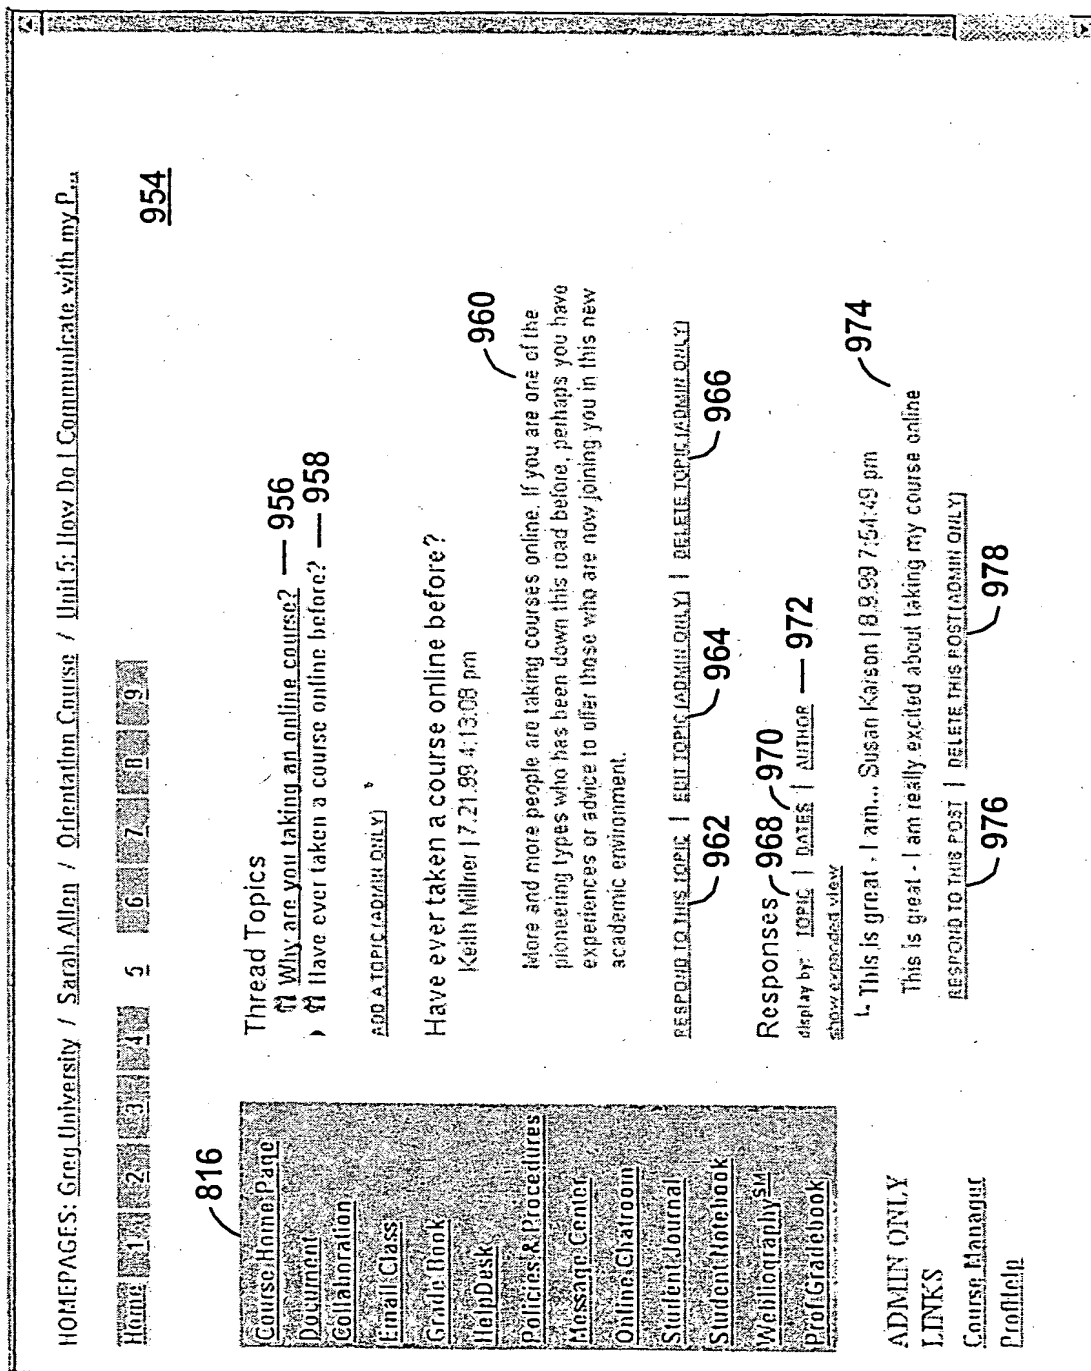 HOMEPAGES: Greg University / Sarah Allen / Orientation Course / Unit 5: How Do I Communicate with my P...
Home 1 2 3 4 5 6 7 8 9
954
816
Course Home Page
Document
Collaboration
Email Class
Grade Book
HelpDesk
Policies & Procedures
Message Center
Online Chatroom
Student Journal
Student Notebook
Webliography SM
Prof Gradebook
ADMIN ONLY
LINKS
Course Manager
ProfHelp
Thread Topics
Why are you taking an online course? 956
Have ever taken a course online before? 958
ADD A TOPIC (ADMIN ONLY)
Have ever taken a course online before?
Keith Millner | 7.21.99 4:13:08 pm
960
More and more people are taking courses online. If you are one of the
pioneering types who has been down this road before, perhaps you have
experiences or advice to offer those who are now joining you in this new
academic environment.
RESPOND TO THIS TOPIC | EDIT TOPIC (ADMIN ONLY) | DELETE TOPIC (ADMIN ONLY)
962 964 966
Responses 968 970
display by: TOPIC | DATES | AUTHOR 972
show expanded view
This is great - I am... Susan Karson | 8.9.99 7:54:49 pm
974
This is great - I am really excited about taking my course online
RESPOND TO THIS POST | DELETE THIS POST (ADMIN ONLY)
976 978